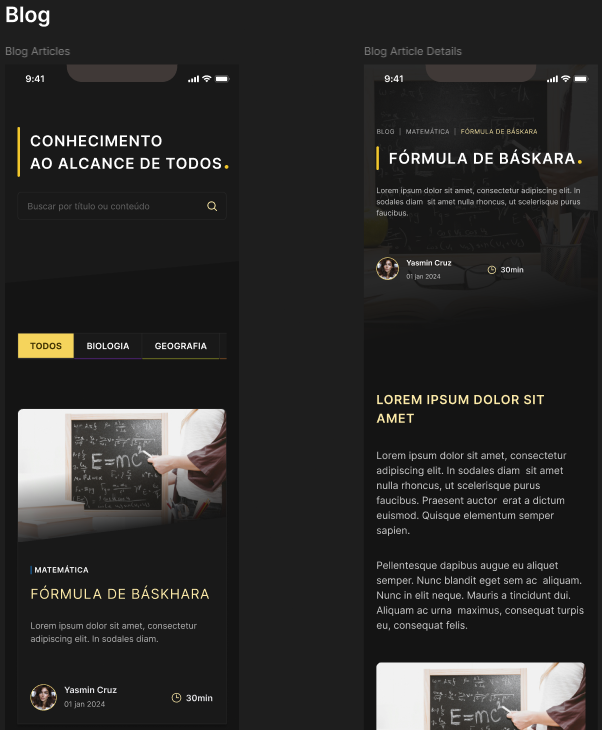 Blog
Blog Articles
9:41
CONHECIMENTO
AO ALCANCE DE TODOS.
Buscar por título ou conteúdo
TODOS
BIOLOGIA
GEOGRAFIA
E=mc²
MATEMÁTICA
FÓRMULA DE BÁSKHARA
Lorem ipsum dolor sit amet, consectetur
adipiscing elit. In sodales diam.
Yasmin Cruz
01 jan 2024
30min
Blog Article Details
9:41
BLOG | MATEMÁTICA | FÓRMULA DE BÁSKARA
FÓRMULA DE BÁSKARA.
Lorem ipsum dolor sit amet, consectetur adipiscing elit. In
sodales diam sit amet nulla rhoncus, ut scelerisque purus
faucibus.
Yasmin Cruz
01 jan 2024
30min
LOREM IPSUM DOLOR SIT
AMET
Lorem ipsum dolor sit amet, consectetur
adipiscing elit. In sodales diam sit amet
nulla rhoncus, ut scelerisque purus
faucibus. Praesent auctor erat a dictum
euismod. Quisque elementum semper
sapien.
Pellentesque dapibus augue eu aliquet
semper. Nunc blandit eget sem ac aliquam.
Nunc in elit neque. Mauris a tincidunt dui.
Aliquam ac urna maximus, consequat turpis
eu, consequat felis.
E=mc²